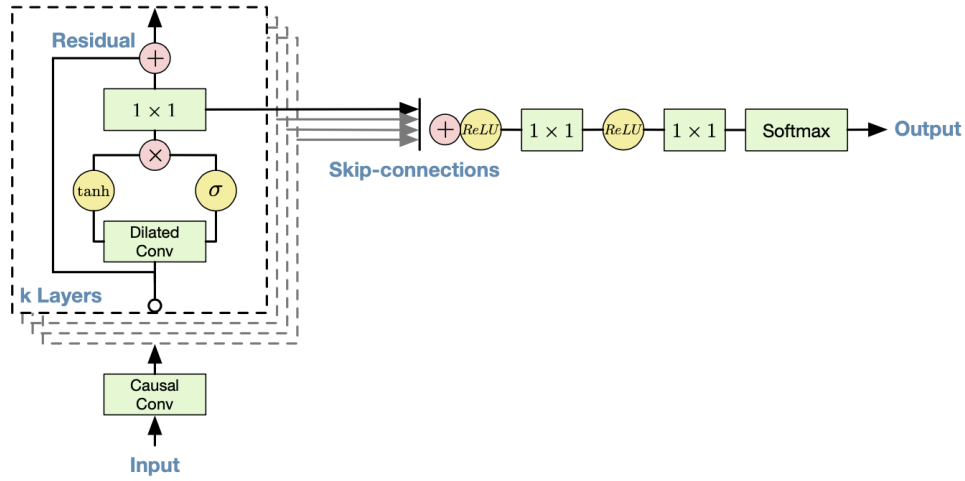 Residual
+
1 × 1
×
tanh
σ
Dilated
Conv
k Layers
Causal
Conv
Input
Skip-connections
+
ReLU
1 × 1
ReLU
1 × 1
Softmax
Output